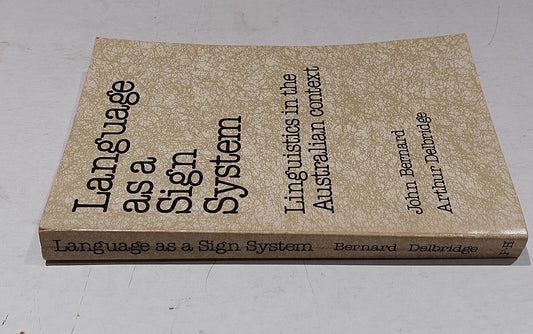 Language
as a
Sign
System
Linguistics in the
Australian context
John Bernard
Arthur Delbridge
Language as a Sign System Bernard Delbridge